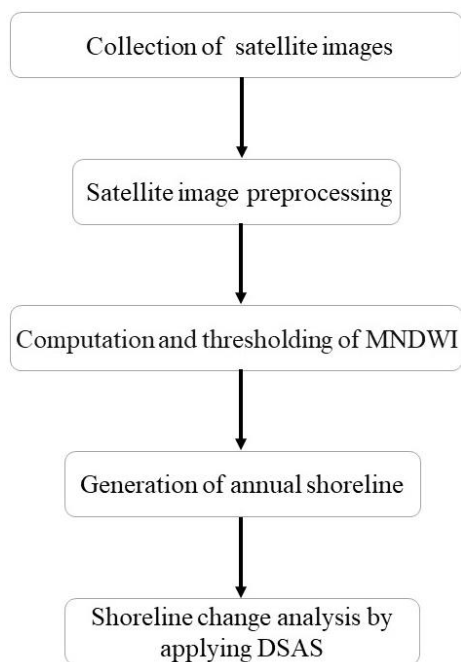 Collection of satellite images
Satellite image preprocessing
Computation and thresholding of MNDWI
Generation of annual shoreline
Shoreline change analysis by
applying DSAS